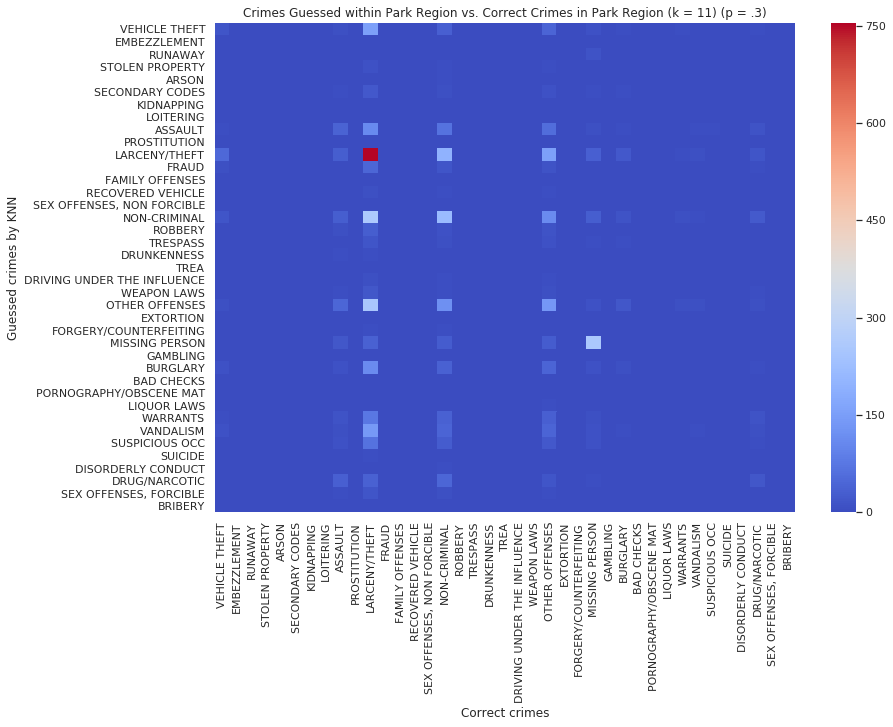 Crimes Guessed within Park Region vs. Correct Crimes in Park Region (k = 11) (p = .3)
Guessed crimes by KNN
VEHICLE THEFT
EMBEZZLEMENT
RUNAWAY
STOLEN PROPERTY
ARSON
SECONDARY CODES
KIDNAPPING
LOITERING
ASSAULT
PROSTITUTION
LARCENY/THEFT
FRAUD
FAMILY OFFENSES
RECOVERED VEHICLE
SEX OFFENSES, NON FORCIBLE
NON-CRIMINAL
ROBBERY
TRESPASS
DRUNKENNESS
TREA
DRIVING UNDER THE INFLUENCE
WEAPON LAWS
OTHER OFFENSES
EXTORTION
FORGERY/COUNTERFEITING
MISSING PERSON
GAMBLING
BURGLARY
BAD CHECKS
PORNOGRAPHY/OBSCENE MAT
LIQUOR LAWS
WARRANTS
VANDALISM
SUSPICIOUS OCC
SUICIDE
DISORDERLY CONDUCT
DRUG/NARCOTIC
SEX OFFENSES, FORCIBLE
BRIBERY
VEHICLE THEFT
EMBEZZLEMENT
RUNAWAY
STOLEN PROPERTY
ARSON
SECONDARY CODES
KIDNAPPING
LOITERING
ASSAULT
PROSTITUTION
LARCENY/THEFT
FRAUD
FAMILY OFFENSES
RECOVERED VEHICLE
SEX OFFENSES, NON FORCIBLE
NON-CRIMINAL
ROBBERY
TRESPASS
DRUNKENNESS
TREA
DRIVING UNDER THE INFLUENCE
WEAPON LAWS
OTHER OFFENSES
EXTORTION
FORGERY/COUNTERFEITING
MISSING PERSON
GAMBLING
BURGLARY
BAD CHECKS
PORNOGRAPHY/OBSCENE MAT
LIQUOR LAWS
WARRANTS
VANDALISM
SUSPICIOUS OCC
SUICIDE
DISORDERLY CONDUCT
DRUG/NARCOTIC
SEX OFFENSES, FORCIBLE
BRIBERY
Correct crimes
750
600
450
300
150
0